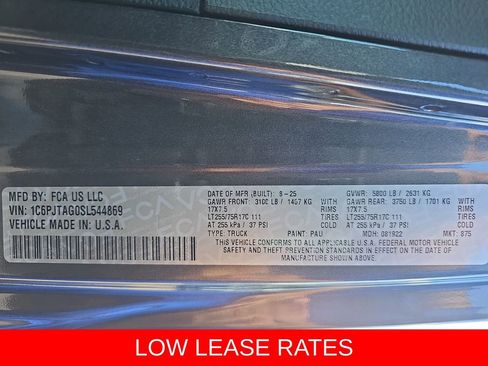 MFD BY: FCA US LLC
VIN: 1C6PJTAG0SL544869
VEHICLE MADE IN: U.S.A.
DATE OF MFR (BUILT): 8-25 GVWR: 5800 LB / 2631 KG
GAWR FRONT: 3100 LB / 1407 KG WITH GAWR REAR: 3750 LB / 1701 KG WITH
17X7.5 RIMS 17X7.5 RIMS
LT255/75R17C 111 TIRES LT255/75R17C 111 TIRES
AT 255 kPa / 37 PSI COLD AT 255 kPa / 37 PSI COLD
THIS VEHICLE CONFORMS TO ALL APPLICABLE U.S.A. FEDERAL MOTOR VEHICLE
SAFETY AND THEFT PREVENTION STANDARDS IN EFFECT ON THE DATE OF MANUFACTURE
TYPE: TRUCK PAINT: PAU MDH: 081922 MKT: 875
LOW LEASE RATES